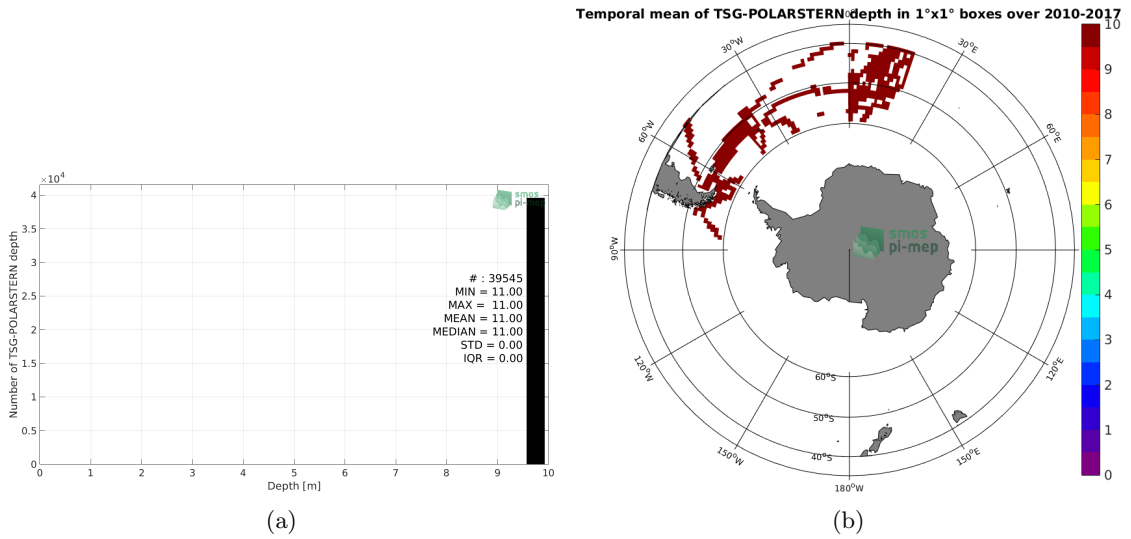 ×10⁴
4
3.5
3
2.5
2
1.5
1
0.5
0
Number of TSG-POLARSTERN depth
smos
pi-mep
# : 39545
MIN = 11.00
MAX = 11.00
MEAN = 11.00
MEDIAN = 11.00
STD = 0.00
IQR = 0.00
0 1 2 3 4 5 6 7 8 9 10
Depth [m]
(a)
Temporal mean of TSG-POLARSTERN depth in 1°x1° boxes over 2010-2017
0°
30°W
30°E
60°W
60°E
90°W
120°W
120°E
150°W
150°E
180°W
60°S
50°S
40°S
smos
pi-mep
10
9
8
7
6
5
4
3
2
1
0
(b)